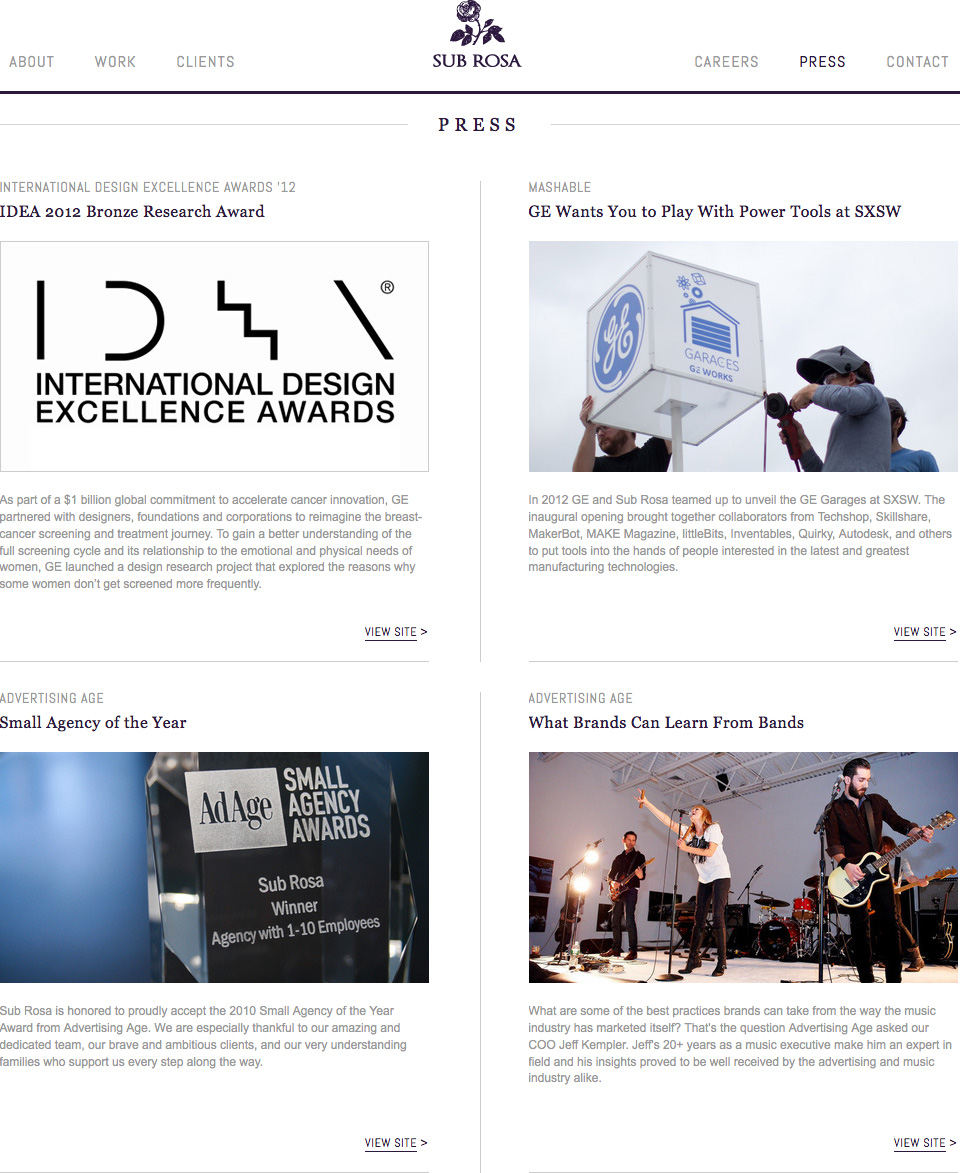 SUB ROSA
ABOUT WORK CLIENTS CAREERS PRESS CONTACT
PRESS
INTERNATIONAL DESIGN EXCELLENCE AWARDS '12
IDEA 2012 Bronze Research Award
IDEA®
INTERNATIONAL DESIGN
EXCELLENCE AWARDS
As part of a $1 billion global commitment to accelerate cancer innovation, GE
partnered with designers, foundations and corporations to reimagine the breast-
cancer screening and treatment journey. To gain a better understanding of the
full screening cycle and its relationship to the emotional and physical needs of
women, GE launched a design research project that explored the reasons why
some women don't get screened more frequently.
VIEW SITE >
MASHABLE
GE Wants You to Play With Power Tools at SXSW
GE
GARAGES
GE WORKS
In 2012 GE and Sub Rosa teamed up to unveil the GE Garages at SXSW. The
inaugural opening brought together collaborators from Techshop, Skillshare,
MakerBot, MAKE Magazine, littleBits, Inventables, Quirky, Autodesk, and others
to put tools into the hands of people interested in the latest and greatest
manufacturing technologies.
VIEW SITE >
ADVERTISING AGE
Small Agency of the Year
AdAge
SMALL
AGENCY
AWARDS
Sub Rosa
Winner
Agency with 1-10 Employees
Sub Rosa is honored to proudly accept the 2010 Small Agency of the Year
Award from Advertising Age. We are especially thankful to our amazing and
dedicated team, our brave and ambitious clients, and our very understanding
families who support us every step along the way.
VIEW SITE >
ADVERTISING AGE
What Brands Can Learn From Bands
What are some of the best practices brands can take from the way the music
industry has marketed itself? That's the question Advertising Age asked our
COO Jeff Kempler. Jeff's 20+ years as a music executive make him an expert in
field and his insights proved to be well received by the advertising and music
industry alike.
VIEW SITE >